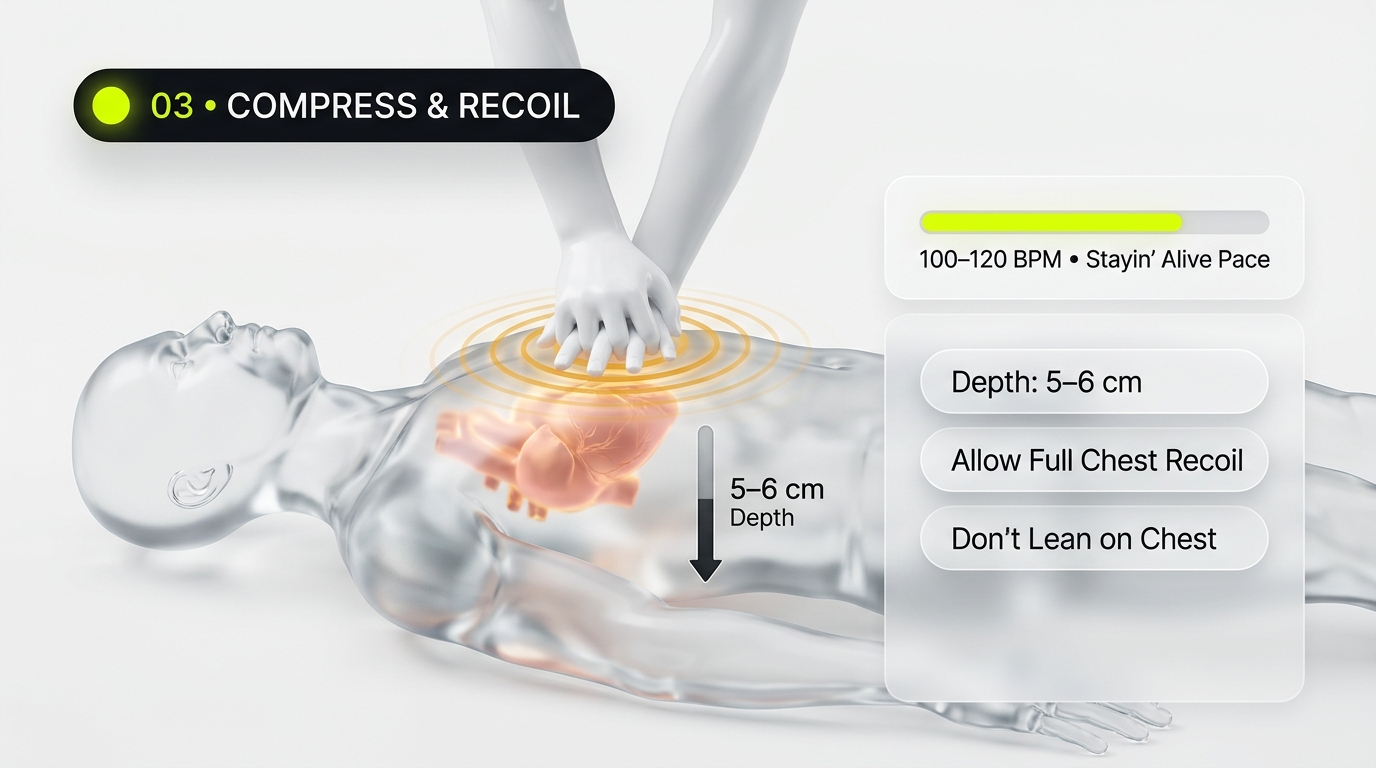 03 • COMPRESS & RECOIL
100–120 BPM • Stayin’ Alive Pace
Depth: 5–6 cm
Allow Full Chest Recoil
Don't Lean on Chest
5–6 cm
Depth